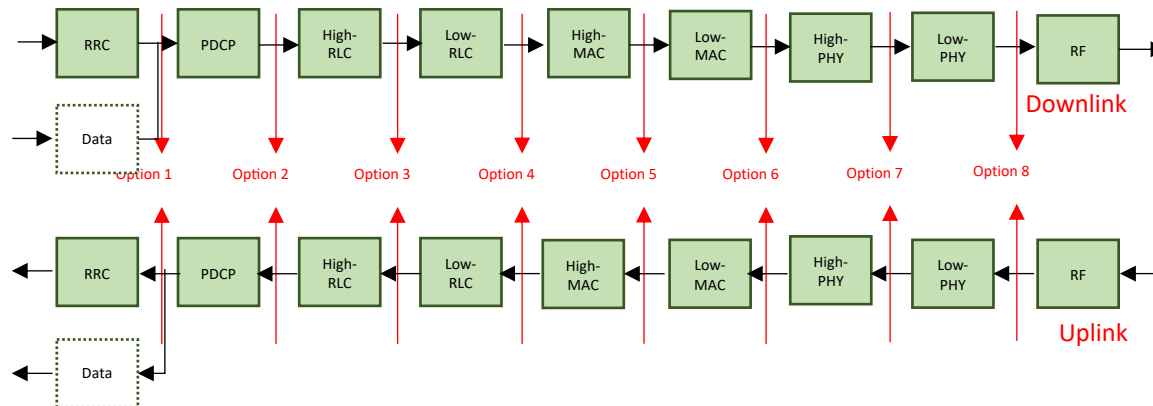 RRC
PDCP
High-
RLC
Low-
RLC
High-
MAC
Low-
MAC
High-
PHY
Low-
PHY
RF
Downlink
Data
Option 1
Option 2
Option 3
Option 4
Option 5
Option 6
Option 7
Option 8
RRC
PDCP
High-
RLC
Low-
RLC
High-
MAC
Low-
MAC
High-
PHY
Low-
PHY
RF
Uplink
Data